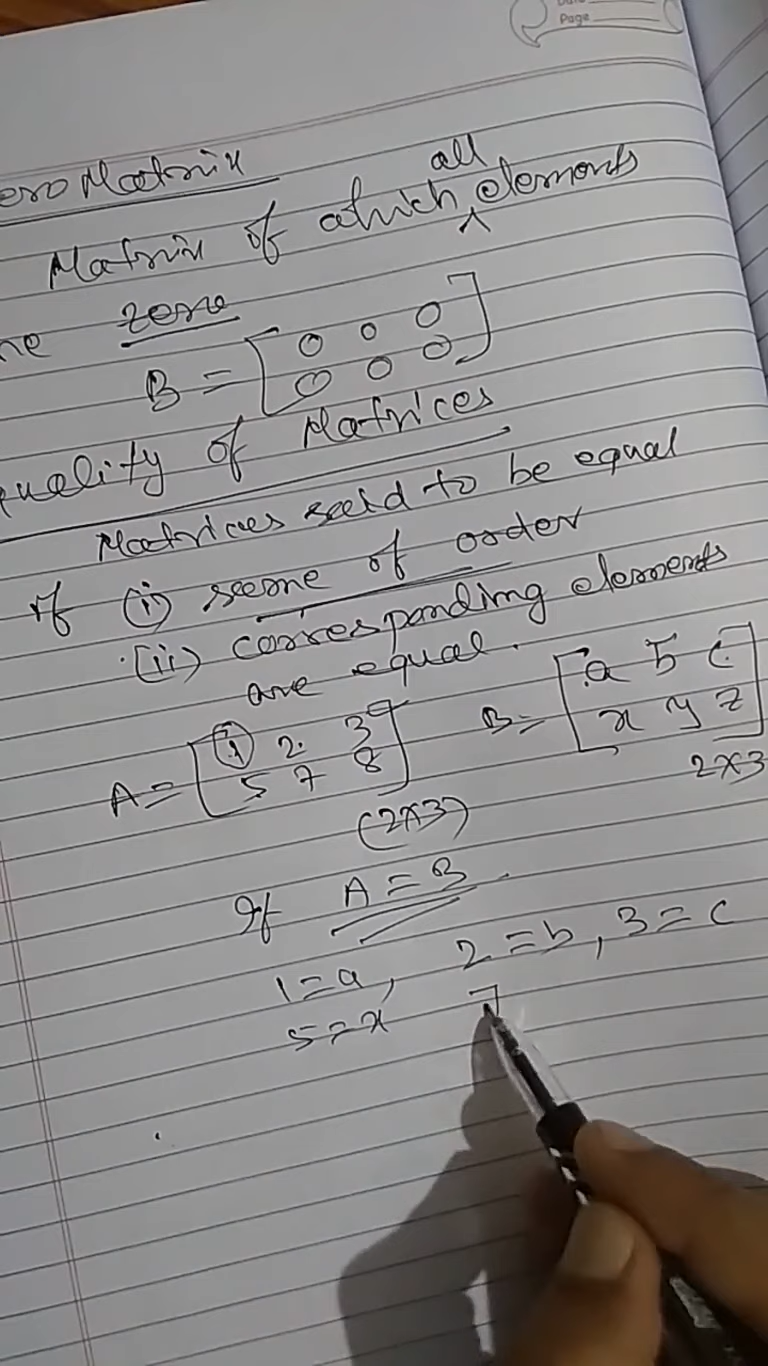 Page
ero Matrix
all
Matrix of which ^ elements
zero
B = [ 0 0 0
0 0 0 ]
quality of Matrices
Matrices said to be equal
if (i) same of order
(ii) corresponding elements
are equal.
A = [ 1 2 3
5 7 8 ] B = [ a b c
x y z ]
(2×3) 2×3
If A = B
1 = a, 2 = b, 3 = c
5 = x 7